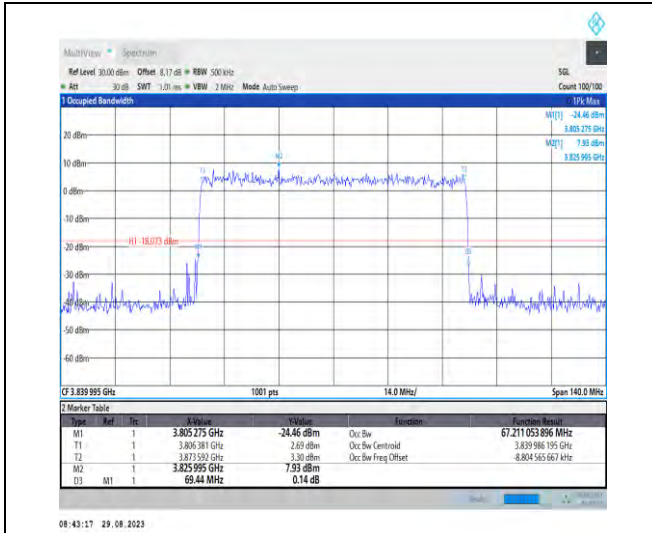 MultiView Spectrum
Ref Level 30.00 dBm Offset 8.17 dB RBW 500 kHz SGL
Att 30 dB SWT 1.01 ms VBW 2 MHz Mode Auto Sweep Count 100/100
1 Occupied Bandwidth 1Pk Max
M1[1] -24.46 dBm
3.805 275 GHz
20 dBm M2[1] 7.93 dBm
3.825 995 GHz
M2
10 dBm
T1 T2
0 dBm
-10 dBm
H1 -18.073 dBm
-20 dBm
M1 D3
-30 dBm
-40 dBm
-50 dBm
-60 dBm
CF 3.839 995 GHz 1001 pts 14.0 MHz/ Span 140.0 MHz
2 Marker Table
Type Ref Trc X-Value Y-Value Function Function Result
M1 1 3.805 275 GHz -24.46 dBm Occ Bw 67.211 053 896 MHz
T1 1 3.806 381 GHz 2.69 dBm Occ Bw Centroid 3.839 986 195 GHz
T2 1 3.873 592 GHz 3.30 dBm Occ Bw Freq Offset -8.804 565 667 kHz
M2 1 3.825 995 GHz 7.93 dBm
D3 M1 1 69.44 MHz 0.14 dB
08:43:17 29.08.2023